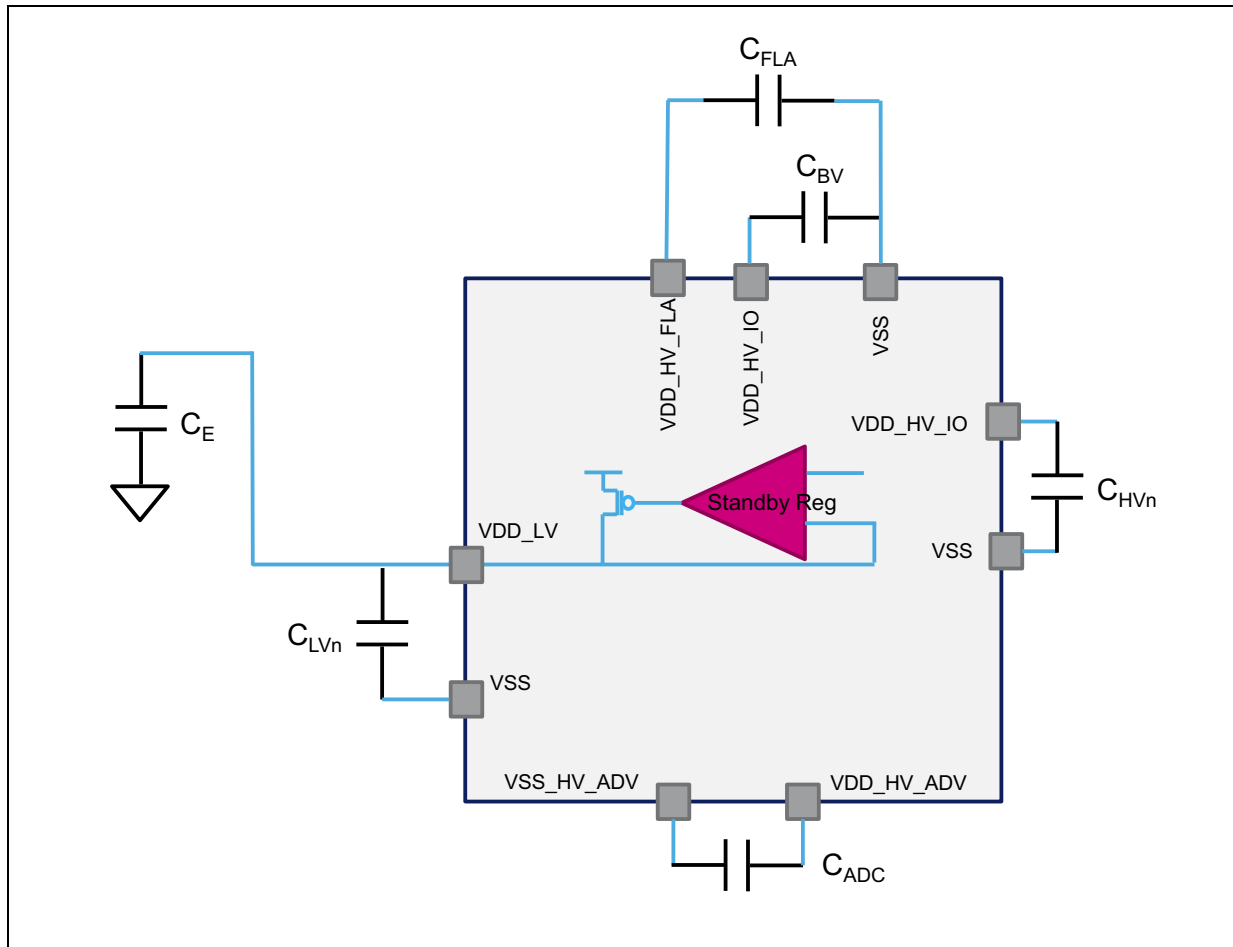 CFLA
CBV
VDD_HV_FLA
VDD_HV_IO
VSS
VDD_HV_IO
CE
CHVn
Standby Reg
VDD_LV
VSS
CLVn
VSS
VSS_HV_ADV
VDD_HV_ADV
CADC